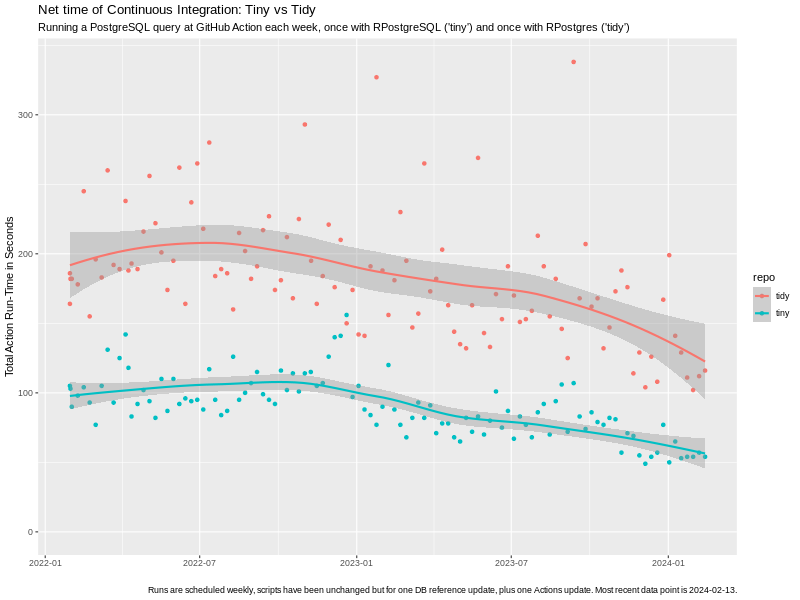 Net time of Continuous Integration: Tiny vs Tidy
Running a PostgreSQL query at GitHub Action each week, once with RPostgreSQL ('tiny') and once with RPostgres ('tidy')
Total Action Run-Time in Seconds
300
200
100
0
2022-01
2022-07
2023-01
2023-07
2024-01
repo
tidy
tiny
Runs are scheduled weekly, scripts have been unchanged but for one DB reference update, plus one Actions update. Most recent data point is 2024-02-13.